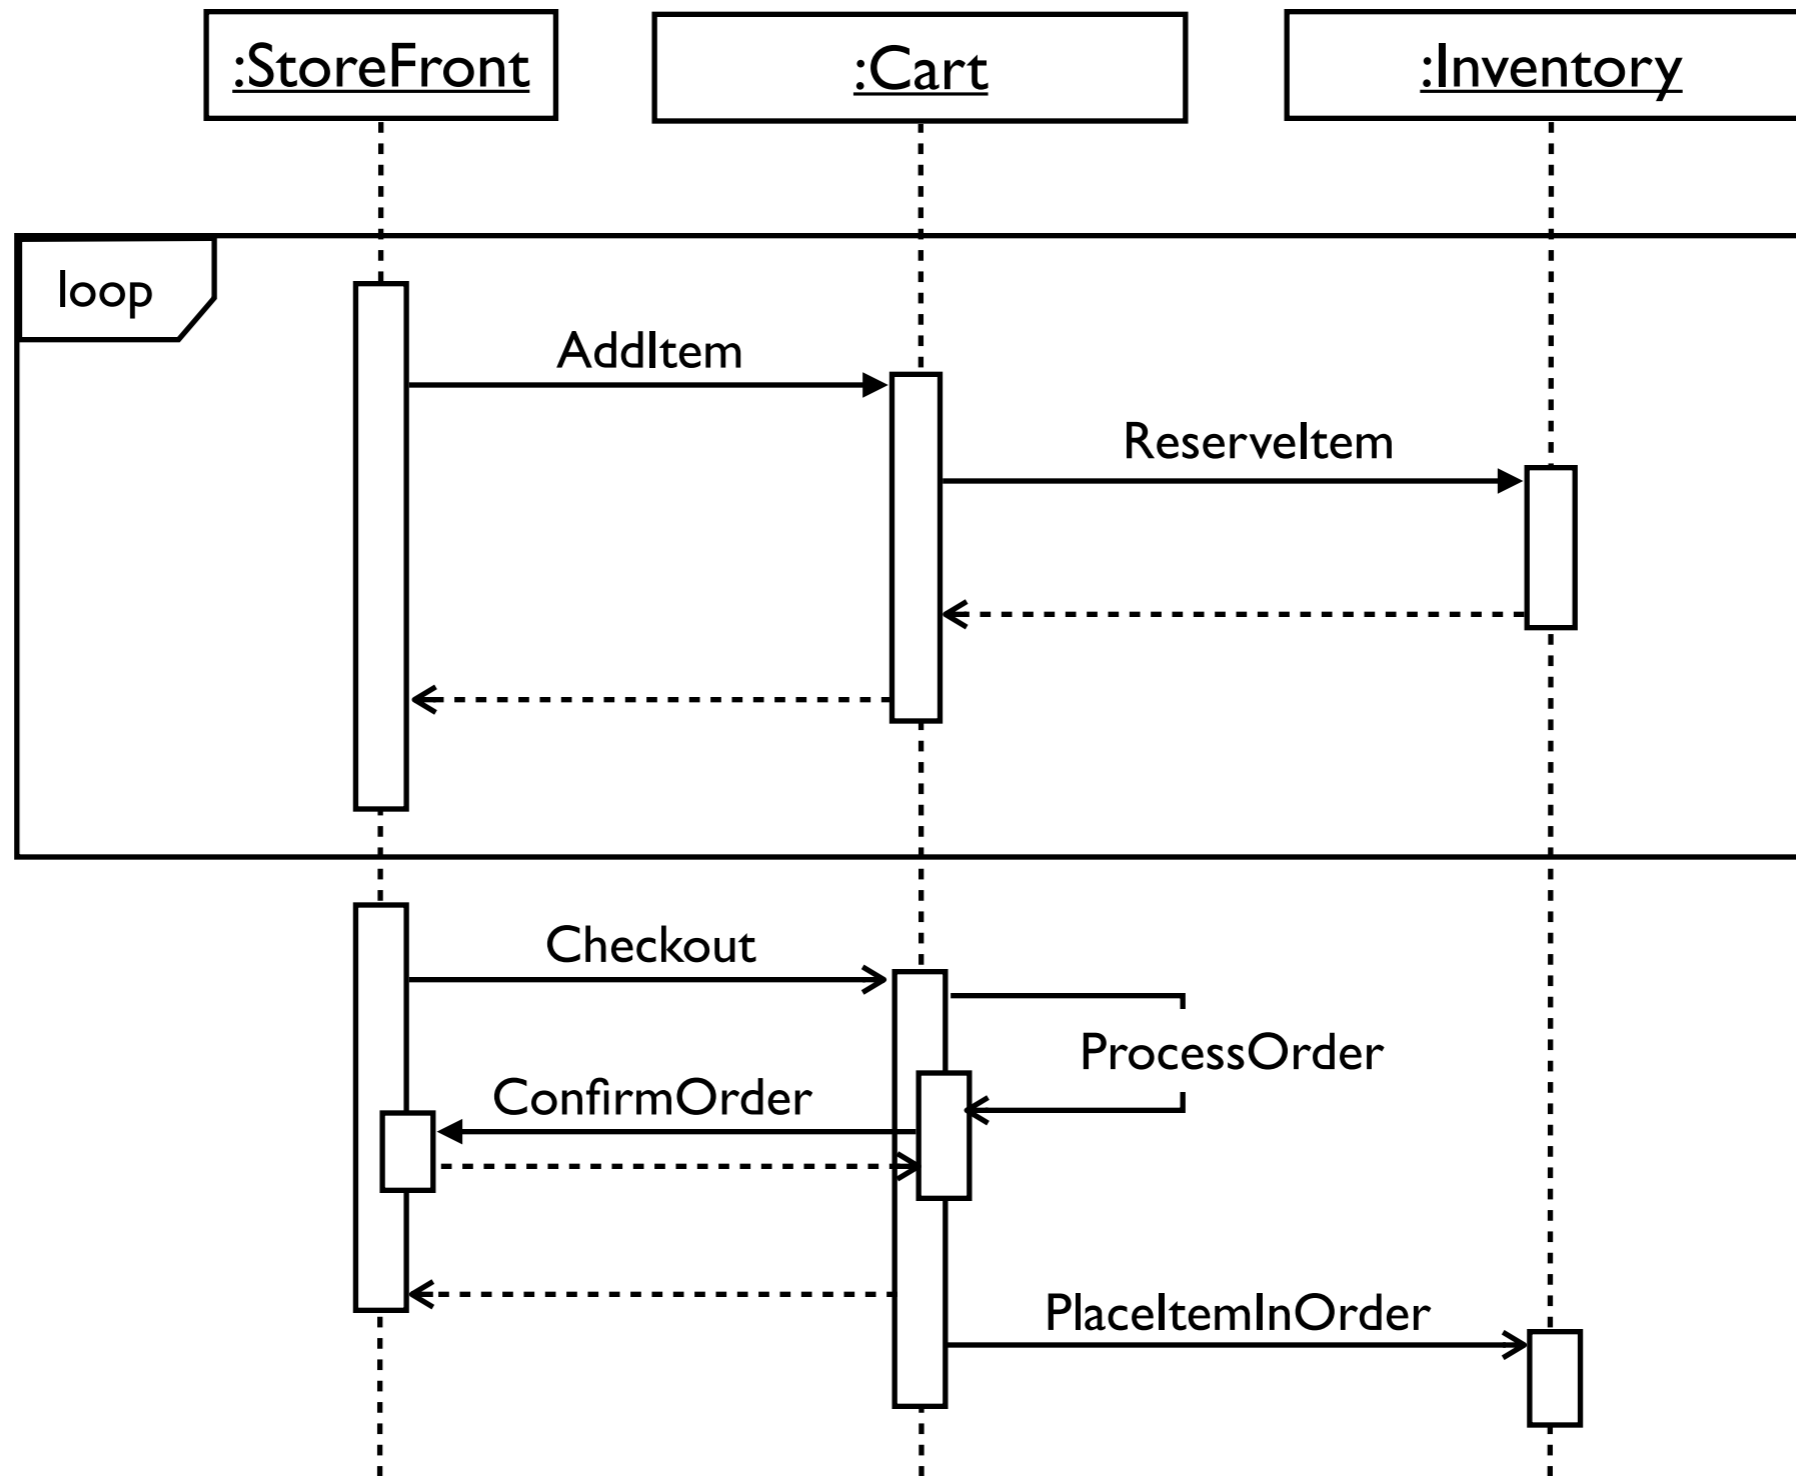 :StoreFront
:Cart
:Inventory
loop
AddItem
ReserveItem
Checkout
ProcessOrder
ConfirmOrder
PlaceItemInOrder